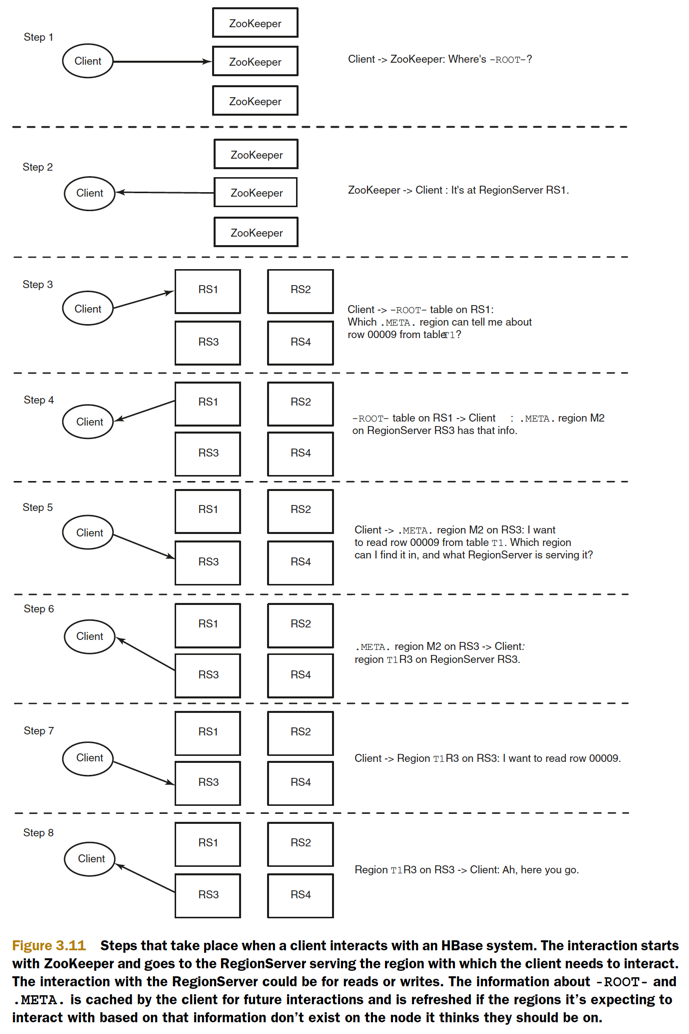 Step 1
Client
ZooKeeper
ZooKeeper
ZooKeeper
Client -> ZooKeeper: Where's -ROOT-?
Step 2
Client
ZooKeeper
ZooKeeper
ZooKeeper
ZooKeeper -> Client : It's at RegionServer RS1.
Step 3
Client
RS1
RS2
RS3
RS4
Client -> -ROOT- table on RS1:
Which .META. region can tell me about
row 00009 from table T1?
Step 4
Client
RS1
RS2
RS3
RS4
-ROOT- table on RS1 -> Client : .META. region M2
on RegionServer RS3 has that info.
Step 5
Client
RS1
RS2
RS3
RS4
Client -> .META. region M2 on RS3: I want
to read row 00009 from table T1. Which region
can I find it in, and what RegionServer is serving it?
Step 6
Client
RS1
RS2
RS3
RS4
.META. region M2 on RS3 -> Client:
region T1R3 on RegionServer RS3.
Step 7
Client
RS1
RS2
RS3
RS4
Client -> Region T1R3 on RS3: I want to read row 00009.
Step 8
Client
RS1
RS2
RS3
RS4
Region T1R3 on RS3 -> Client: Ah, here you go.
Figure 3.11 Steps that take place when a client interacts with an HBase system. The interaction starts
with ZooKeeper and goes to the RegionServer serving the region with which the client needs to interact.
The interaction with the RegionServer could be for reads or writes. The information about -ROOT- and
.META. is cached by the client for future interactions and is refreshed if the regions it's expecting to
interact with based on that information don't exist on the node it thinks they should be on.